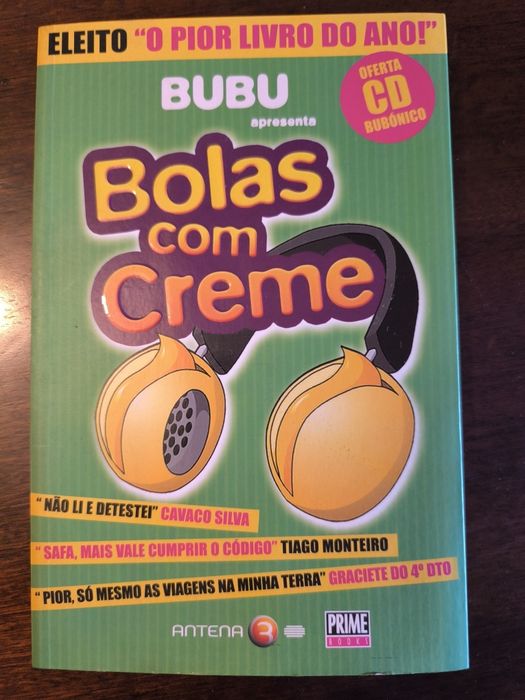 ELEITO "O PIOR LIVRO DO ANO!"
BUBU
apresenta
OFERTA
CD
BUBÓNICO
Bolas
com
Creme
"NÃO LI E DETESTEI" CAVACO SILVA
"SAFA, MAIS VALE CUMPRIR O CÓDIGO" TIAGO MONTEIRO
"PIOR, SÓ MESMO AS VIAGENS NA MINHA TERRA" GRACIETE DO 4º DTO
ANTENA 3
PRIME
BOOKS